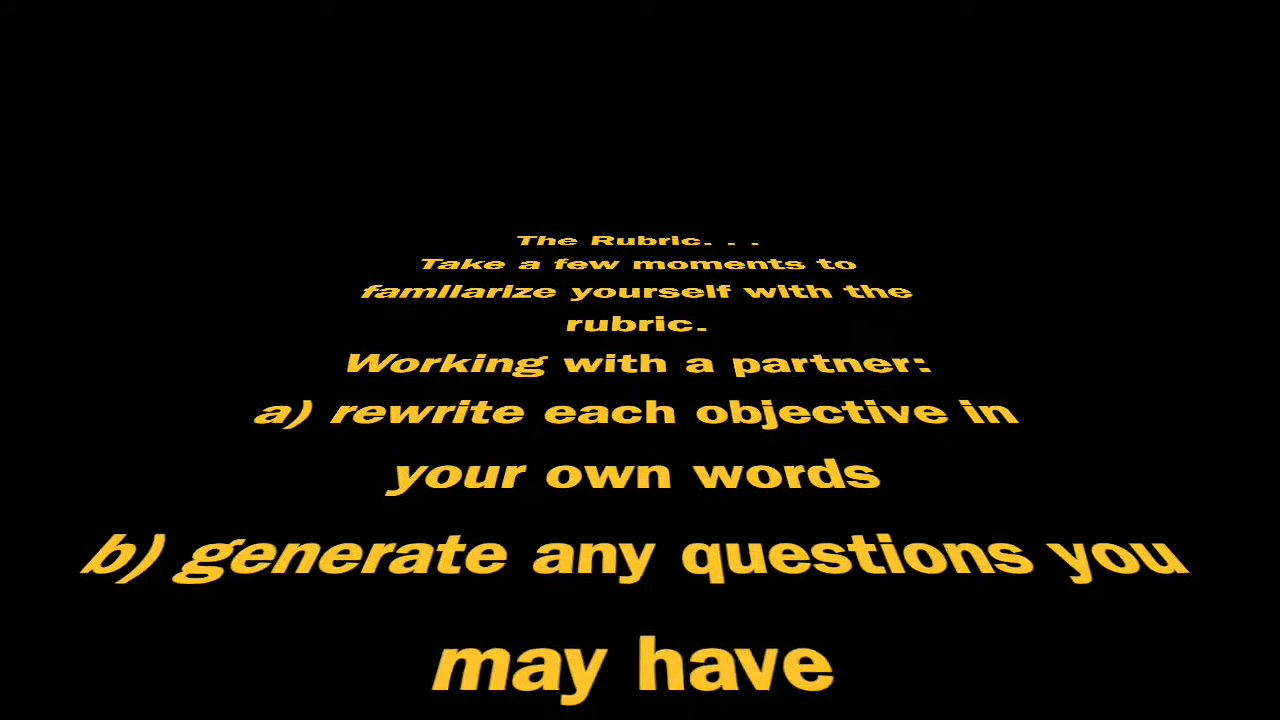 The Rubric. . .
Take a few moments to
familiarize yourself with the
rubric.
Working with a partner:
a) rewrite each objective in
your own words
b) generate any questions you
may have